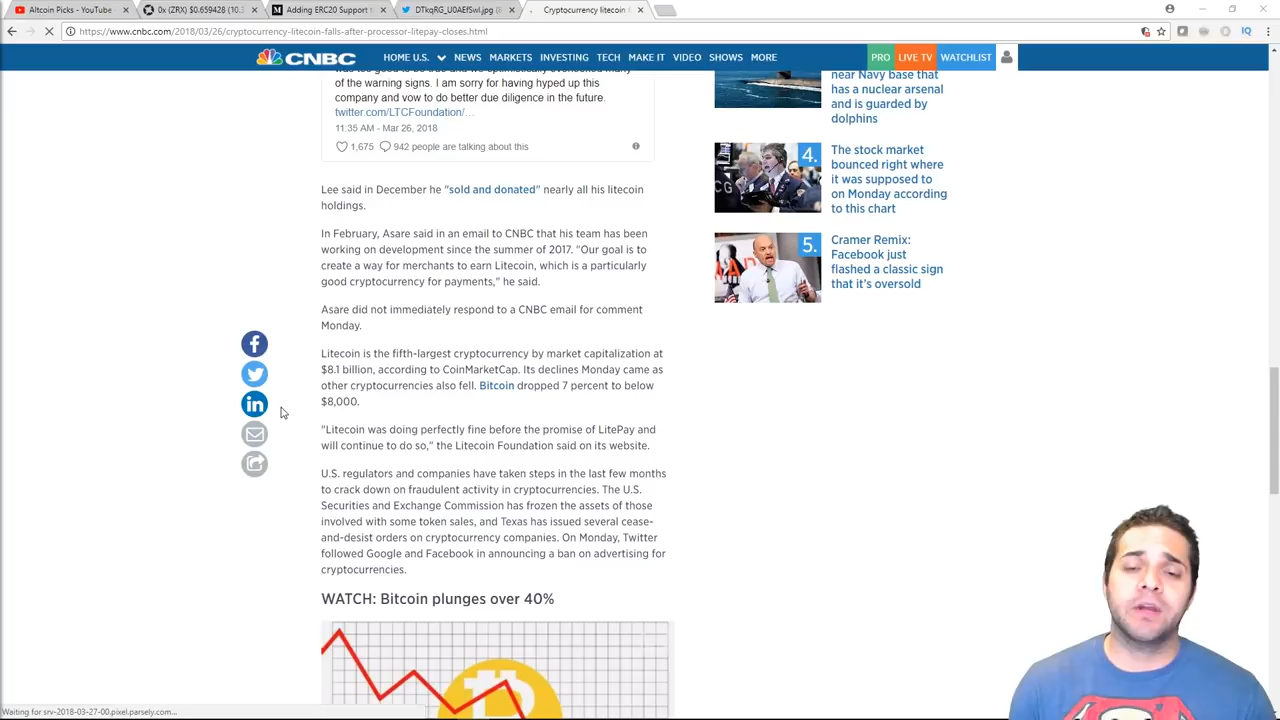 Altcoin Picks - YouTube
0x (ZRX) $0.659428 (10.3
Adding ERC20 Support t
DTkqRG_U0AEfSwl.jpg (
Cryptocurrency litecoin
https://www.cnbc.com/2018/03/26/cryptocurrency-litecoin-falls-after-processor-litepay-closes.html
CNBC
HOME U.S.
NEWS
MARKETS
INVESTING
TECH
MAKE IT
VIDEO
SHOWS
MORE
PRO
LIVE TV
WATCHLIST
of the warning signs. I am sorry for having hyped up this
company and vow to do better due diligence in the future.
twitter.com/LTCFoundation/…
11:35 AM - Mar 26, 2018
1,675
942 people are talking about this
Lee said in December he "sold and donated" nearly all his litecoin
holdings.
In February, Asare said in an email to CNBC that his team has been
working on development since the summer of 2017. "Our goal is to
create a way for merchants to earn Litecoin, which is a particularly
good cryptocurrency for payments," he said.
Asare did not immediately respond to a CNBC email for comment
Monday.
Litecoin is the fifth-largest cryptocurrency by market capitalization at
$8.1 billion, according to CoinMarketCap. Its declines Monday came as
other cryptocurrencies also fell. Bitcoin dropped 7 percent to below
$8,000.
"Litecoin was doing perfectly fine before the promise of LitePay and
will continue to do so," the Litecoin Foundation said on its website.
U.S. regulators and companies have taken steps in the last few months
to crack down on fraudulent activity in cryptocurrencies. The U.S.
Securities and Exchange Commission has frozen the assets of those
involved with some token sales, and Texas has issued several cease-
and-desist orders on cryptocurrency companies. On Monday, Twitter
followed Google and Facebook in announcing a ban on advertising for
cryptocurrencies.
WATCH: Bitcoin plunges over 40%
near Navy base that
has a nuclear arsenal
and is guarded by
dolphins
4.
The stock market
bounced right where
it was supposed to
on Monday according
to this chart
5.
Cramer Remix:
Facebook just
flashed a classic sign
that it's oversold
Waiting for srv-2018-03-27-00.pixel.parsely.com...